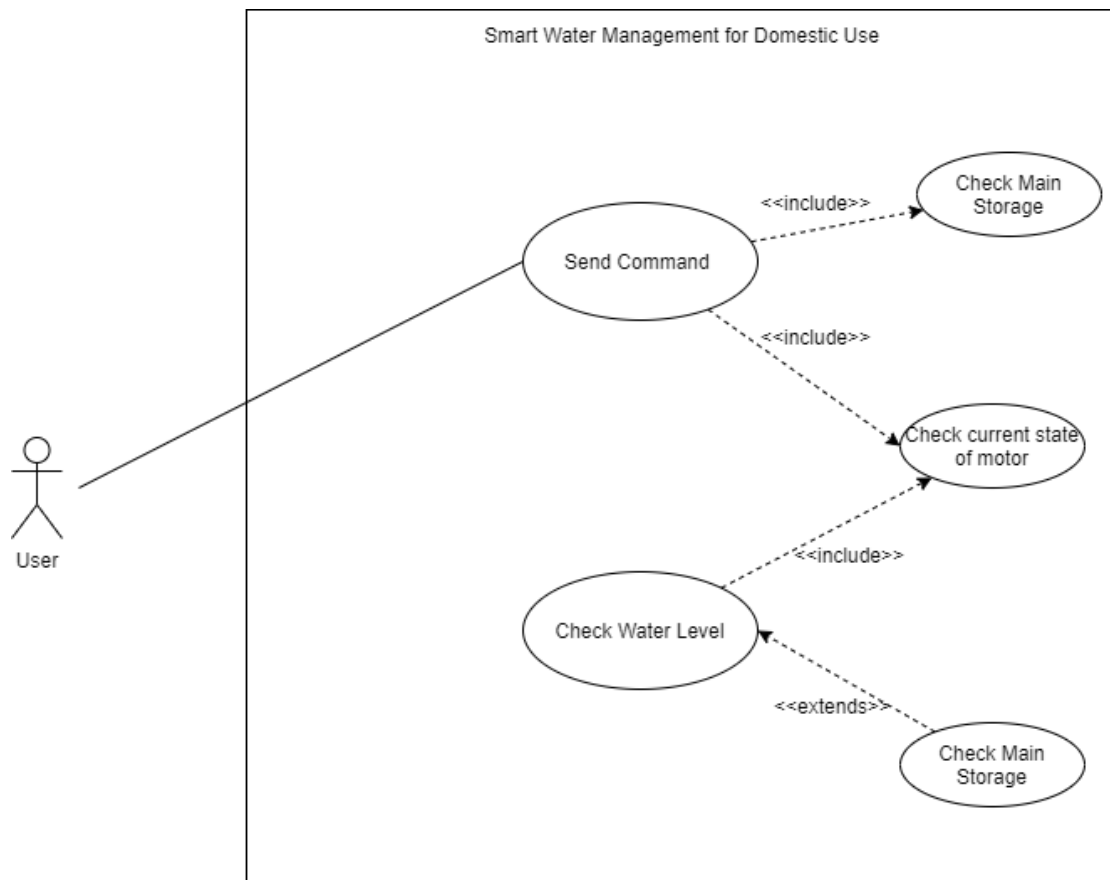 Smart Water Management for Domestic Use
Check Main
Storage
<<include>>
Send Command
<<include>>
Check current state
of motor
User
<<include>>
Check Water Level
<<extends>>
Check Main
Storage